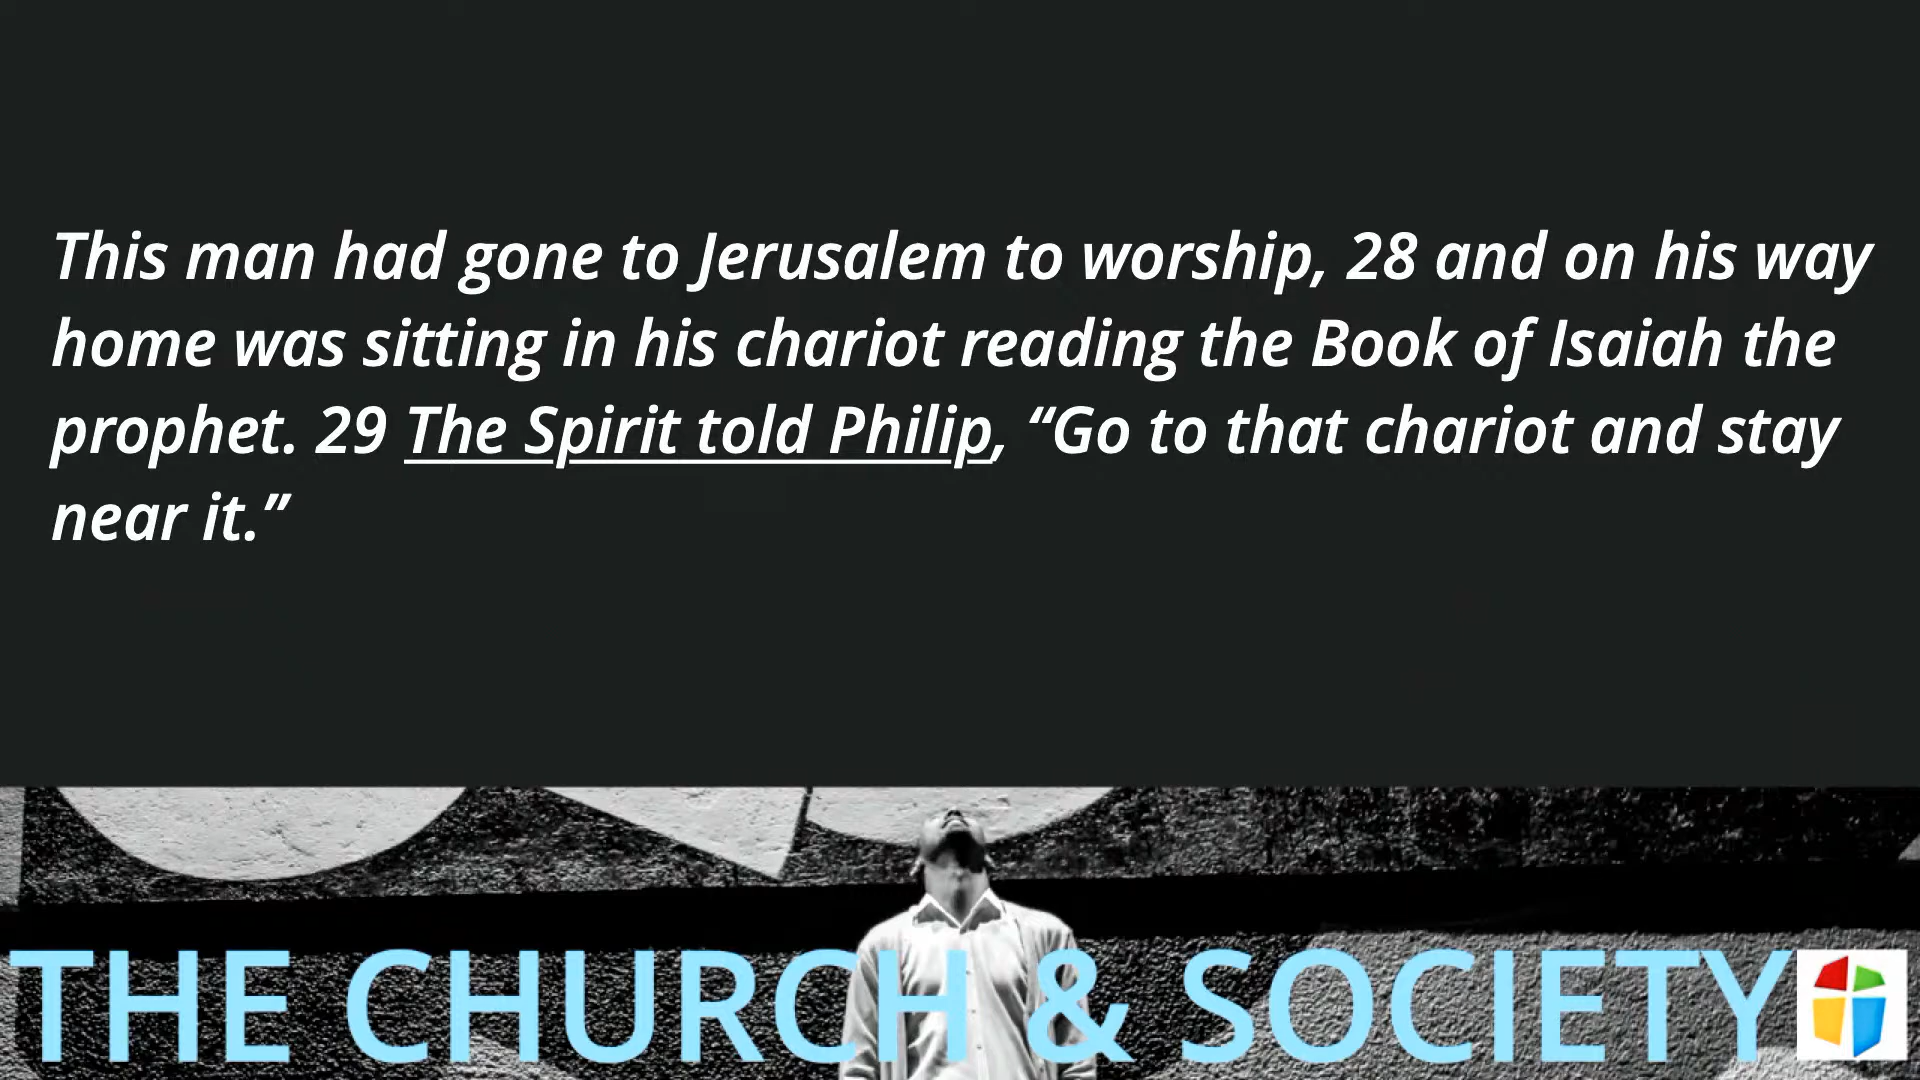 This man had gone to Jerusalem to worship, 28 and on his way
home was sitting in his chariot reading the Book of Isaiah the
prophet. 29 The Spirit told Philip, “Go to that chariot and stay
near it.”
THE CHURCH & SOCIETY